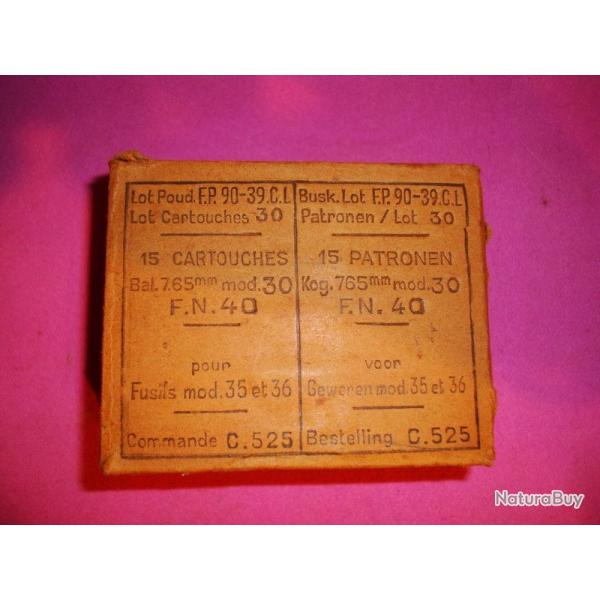 Lot Poud. F.P. 90-39.C.L
Lot Cartouches 30
15 CARTOUCHES
Bal. 7.65mm mod. 30
F.N. 40
pour
Fusils mod. 35 et 36
Commande C.525
Busk. Lot F.P. 90-39.C.L
Patronen / Lot 30
15 PATRONEN
Kog. 765mm mod. 30
F.N. 40
voor
Geweren mod. 35 et 36
Bestelling C.525
NaturaBuy